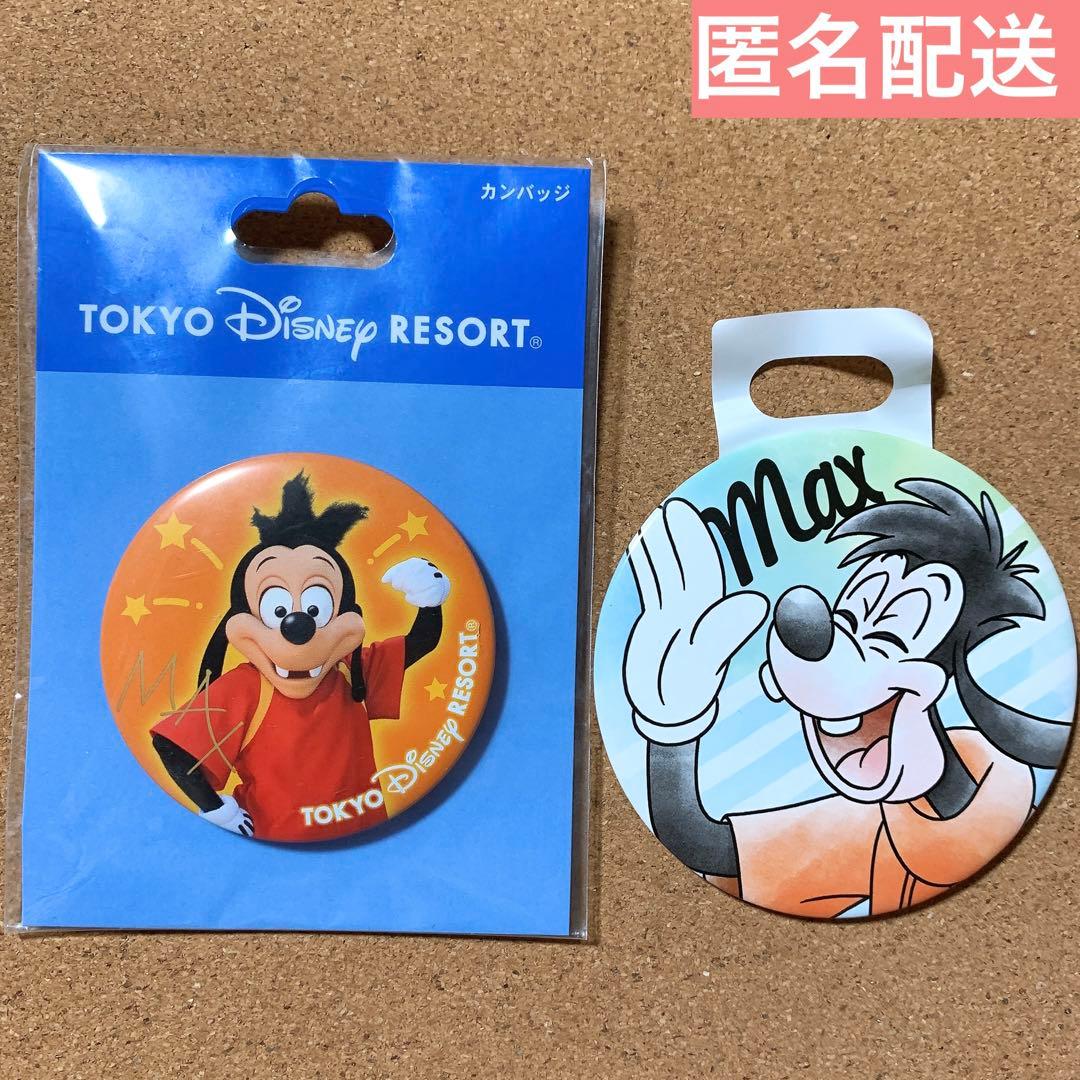 匿名配送
カンバッジ
TOKYO Disney RESORT®
MAX
TOKYO Disney RESORT®
Max